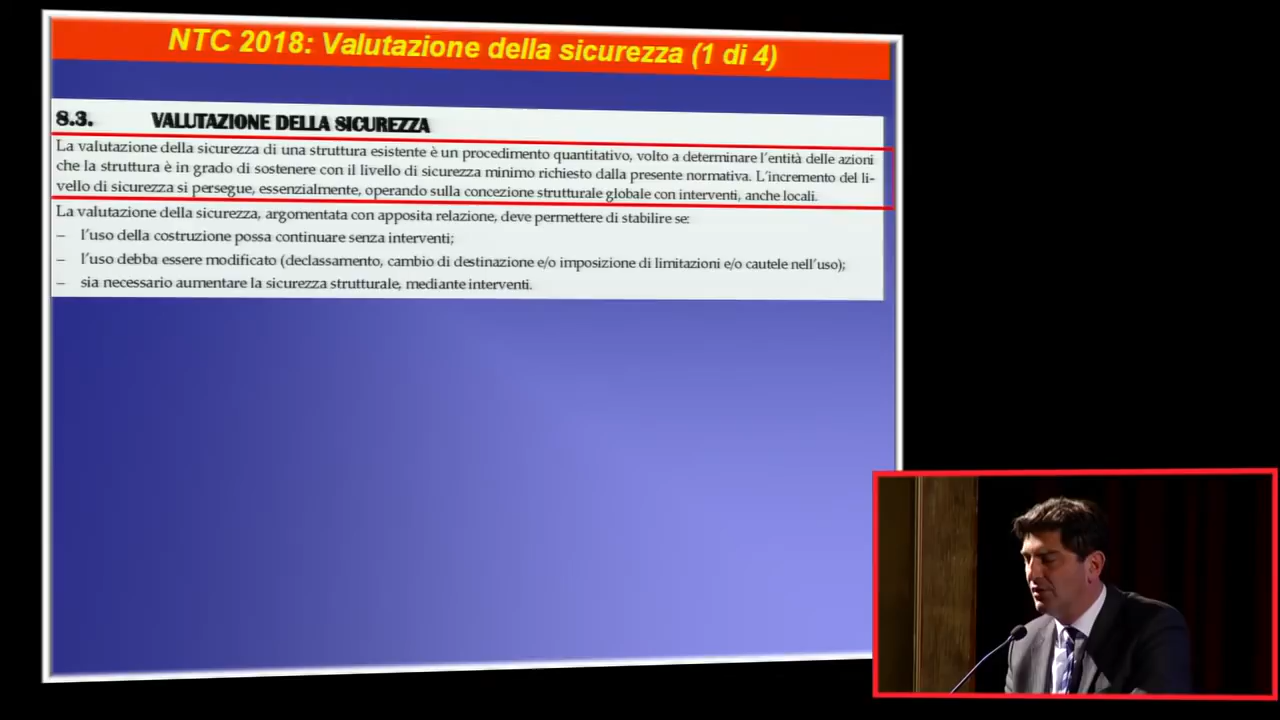 NTC 2018: Valutazione della sicurezza (1 di 4)
8.3. VALUTAZIONE DELLA SICUREZZA
La valutazione della sicurezza di una struttura esistente è un procedimento quantitativo, volto a determinare l'entità delle azioni
che la struttura è in grado di sostenere con il livello di sicurezza minimo richiesto dalla presente normativa. L'incremento del li-
vello di sicurezza si persegue, essenzialmente, operando sulla concezione strutturale globale con interventi, anche locali.
La valutazione della sicurezza, argomentata con apposita relazione, deve permettere di stabilire se:
– l'uso della costruzione possa continuare senza interventi;
– l'uso debba essere modificato (declassamento, cambio di destinazione e/o imposizione di limitazioni e/o cautele nell'uso);
– sia necessario aumentare la sicurezza strutturale, mediante interventi.